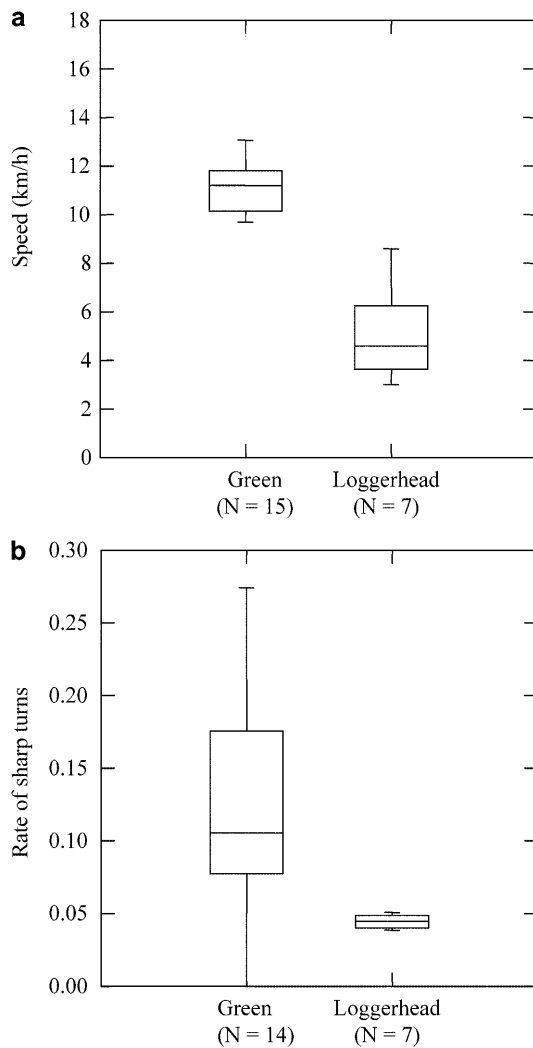 a
18
16
14
12
10
8
6
4
2
0
Speed (km/h)
Green Loggerhead
(N = 15) (N = 7)
b
0.30
0.25
0.20
0.15
0.10
0.05
0.00
Rate of sharp turns
Green Loggerhead
(N = 14) (N = 7)